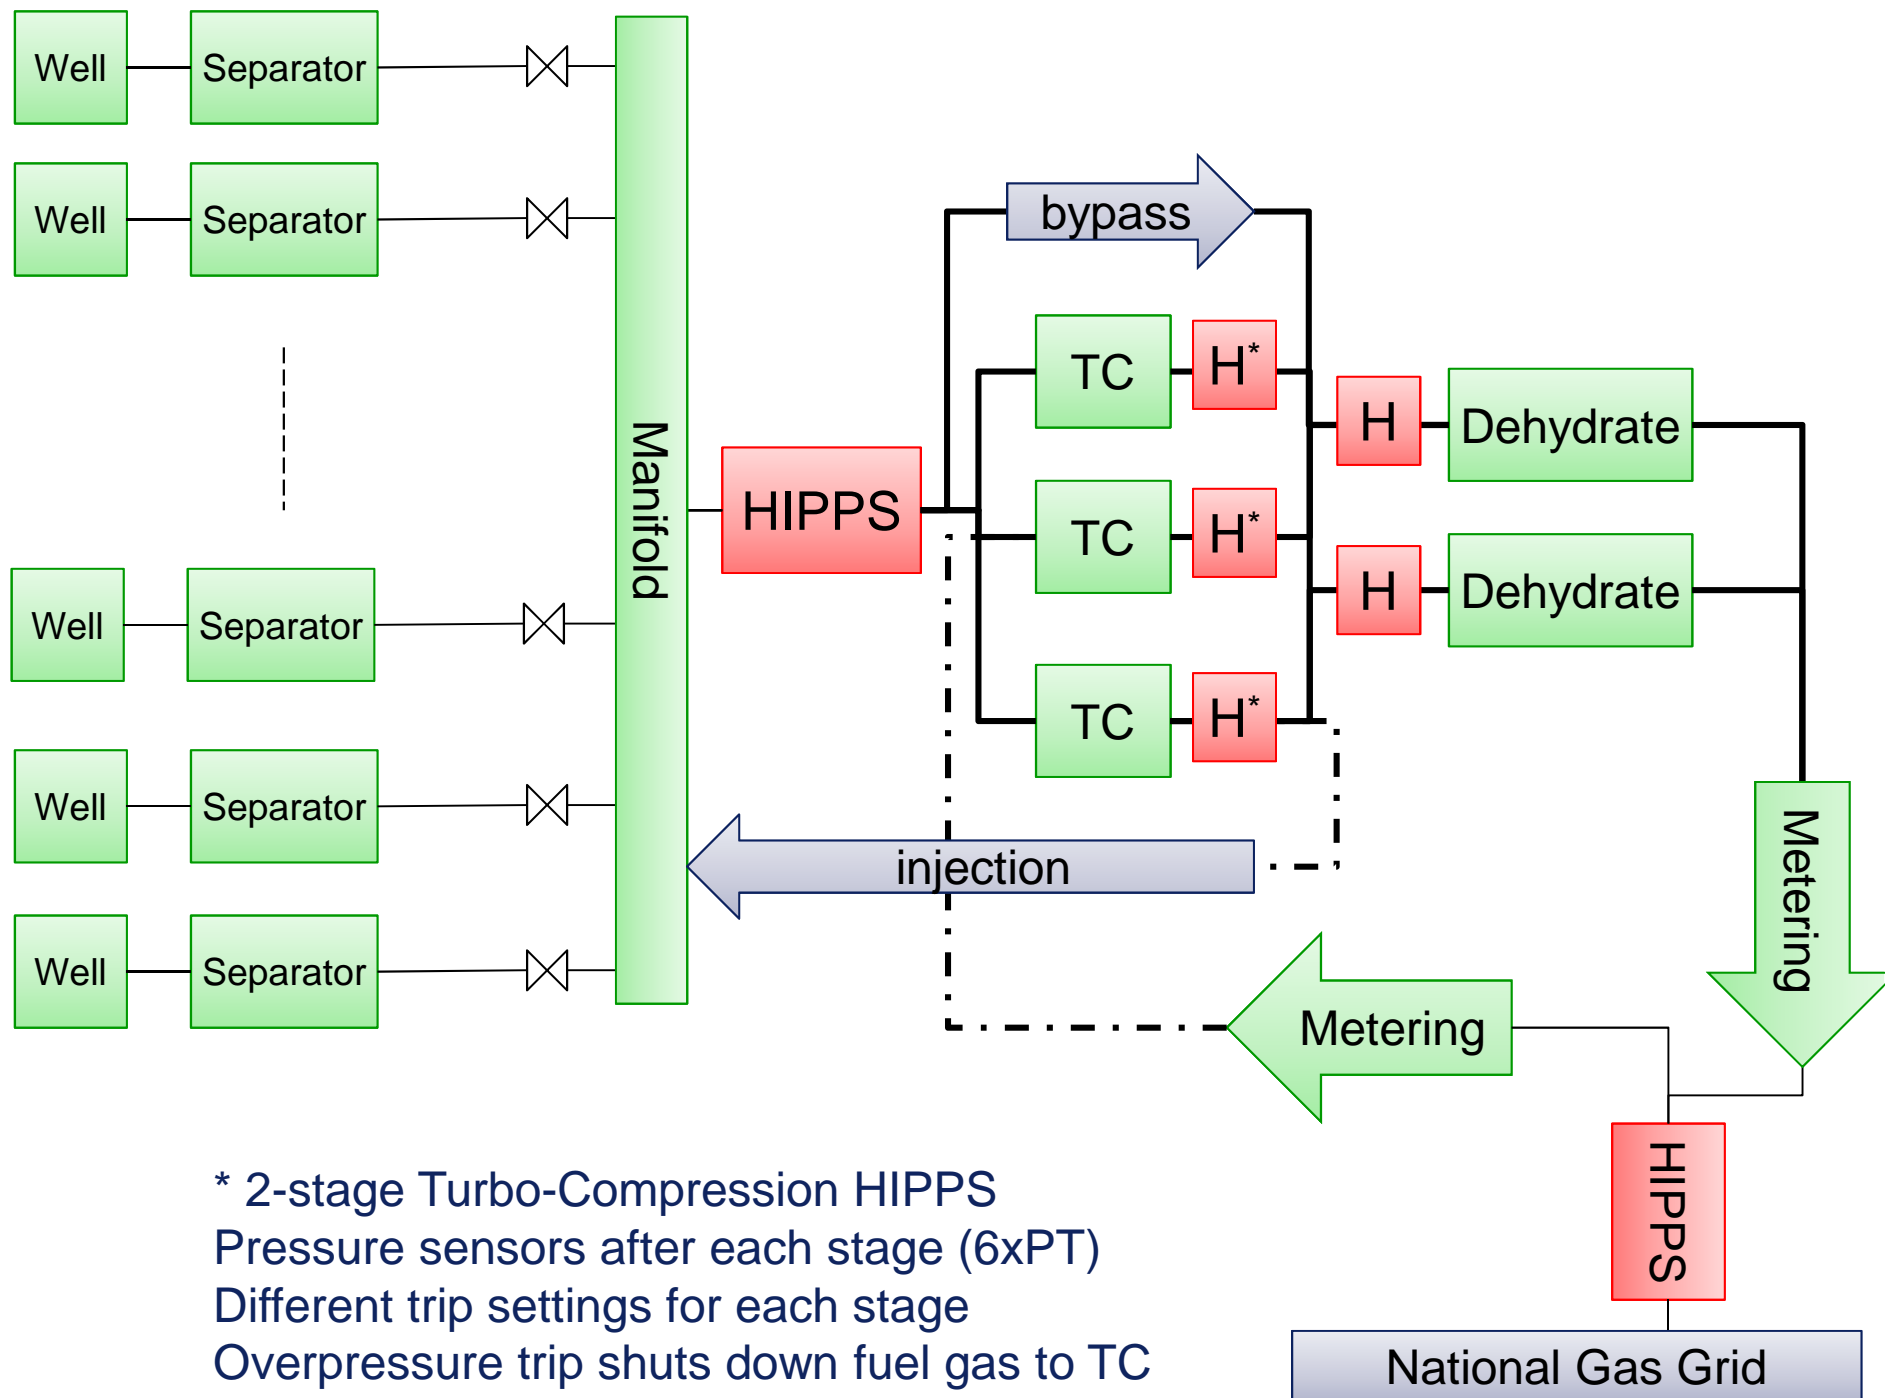 Well
Separator
Well
Separator
bypass
TC
H*
Manifold
HIPPS
H
Dehydrate
TC
H*
H
Dehydrate
Well
Separator
TC
H*
Well
Separator
injection
Metering
Well
Separator
Metering
HIPPS
* 2-stage Turbo-Compression HIPPS
Pressure sensors after each stage (6xPT)
Different trip settings for each stage
Overpressure trip shuts down fuel gas to TC
National Gas Grid